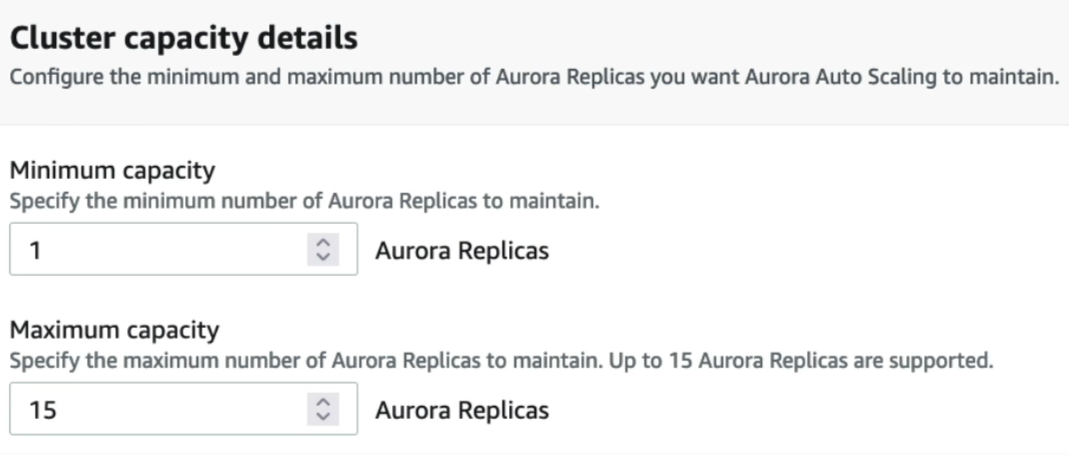 Cluster capacity details
Configure the minimum and maximum number of Aurora Replicas you want Aurora Auto Scaling to maintain.
Minimum capacity
Specify the minimum number of Aurora Replicas to maintain.
1 Aurora Replicas
Maximum capacity
Specify the maximum number of Aurora Replicas to maintain. Up to 15 Aurora Replicas are supported.
15 Aurora Replicas